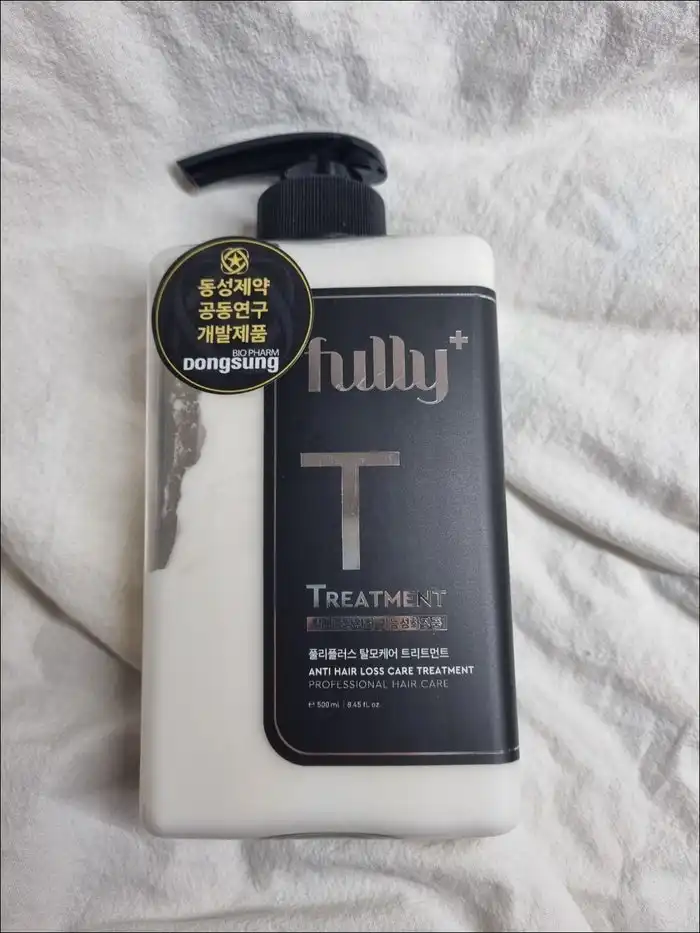 동성제약
공동연구
개발제품
BIO PHARM
DongSung
fully+
T
TREATMENT
풀리플러스 탈모케어 트리트먼트
ANTI HAIR LOSS CARE TREATMENT
PROFESSIONAL HAIR CARE
e 500 ml | 8.45 fl. oz.